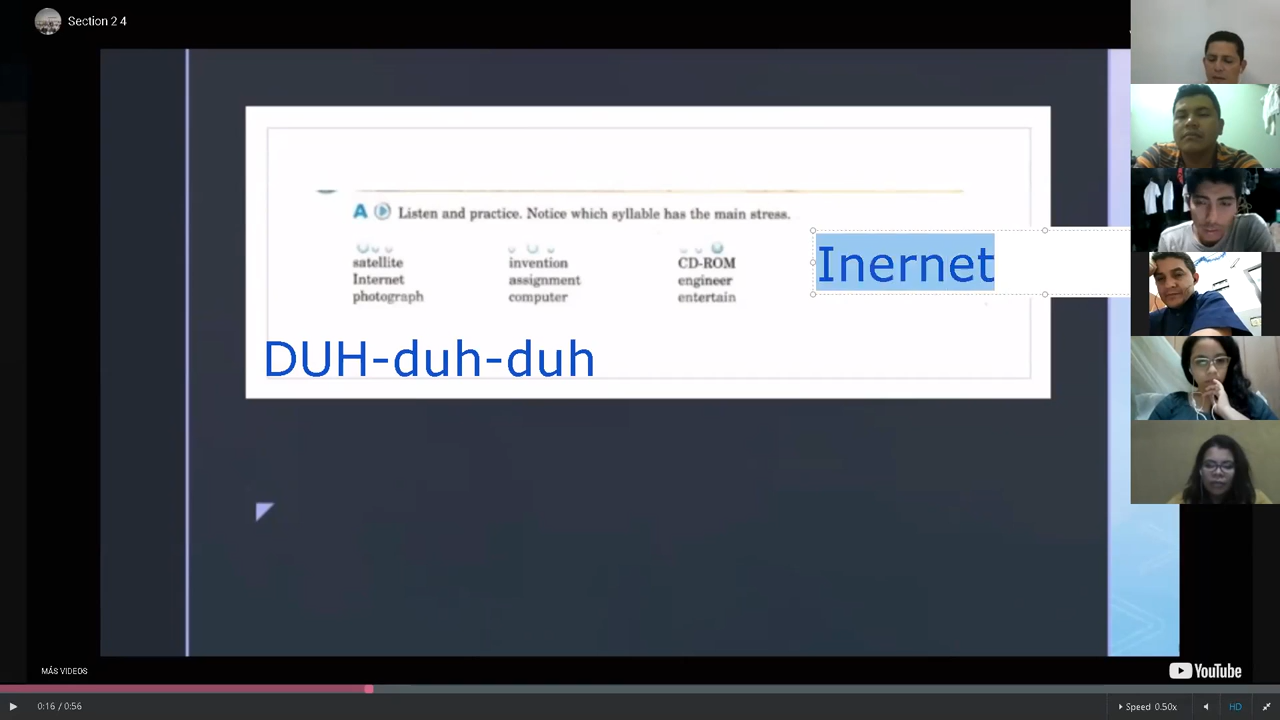 Section 2 4
A Listen and practice. Notice which syllable has the main stress.
satellite invention CD-ROM
Internet assignment engineer
photograph computer entertain
Inernet
DUH-duh-duh
MÁS VIDEOS
YouTube
0:16 / 0:56
Speed 0.50x
HD